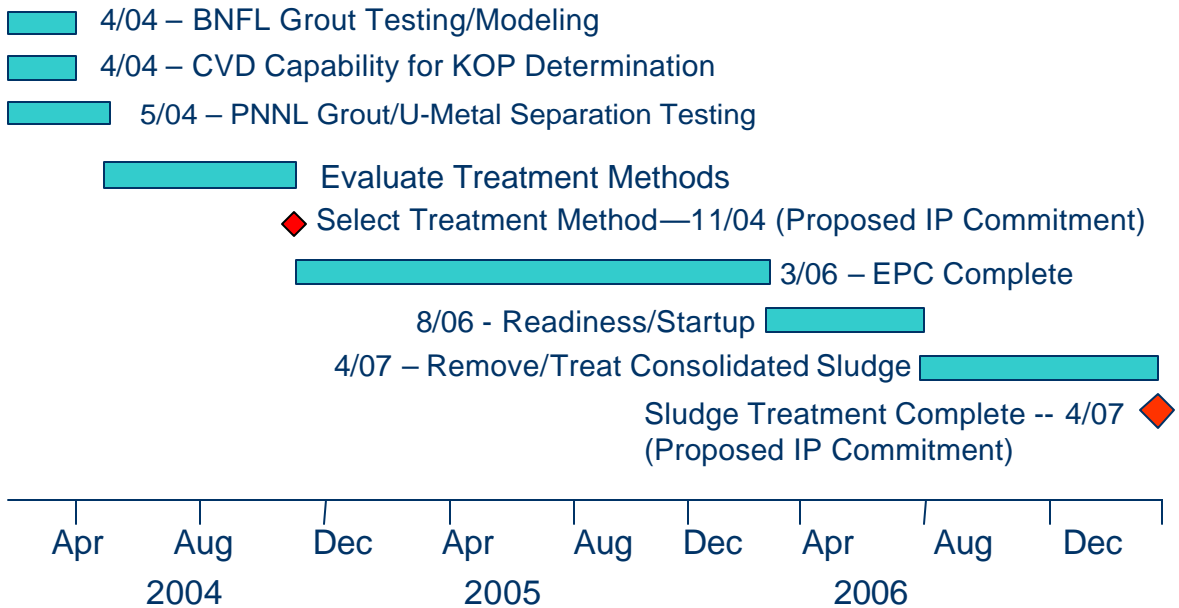 4/04 – BNFL Grout Testing/Modeling
4/04 – CVD Capability for KOP Determination
5/04 – PNNL Grout/U-Metal Separation Testing
Evaluate Treatment Methods
Select Treatment Method—11/04 (Proposed IP Commitment)
3/06 – EPC Complete
8/06 - Readiness/Startup
4/07 – Remove/Treat Consolidated Sludge
Sludge Treatment Complete -- 4/07
(Proposed IP Commitment)
Apr Aug Dec Apr Aug Dec Apr Aug Dec
2004 2005 2006